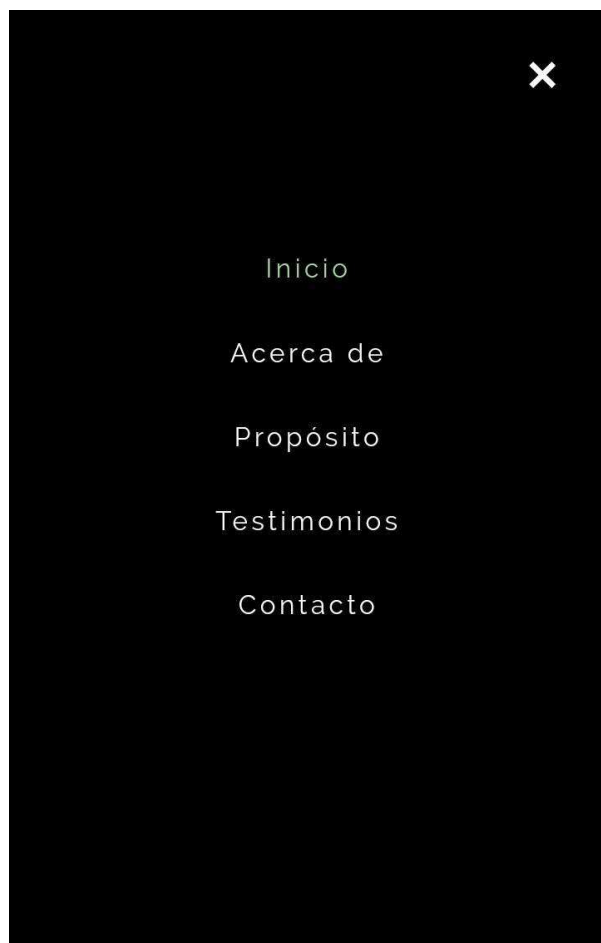 Inicio
Acerca de
Propósito
Testimonios
Contacto